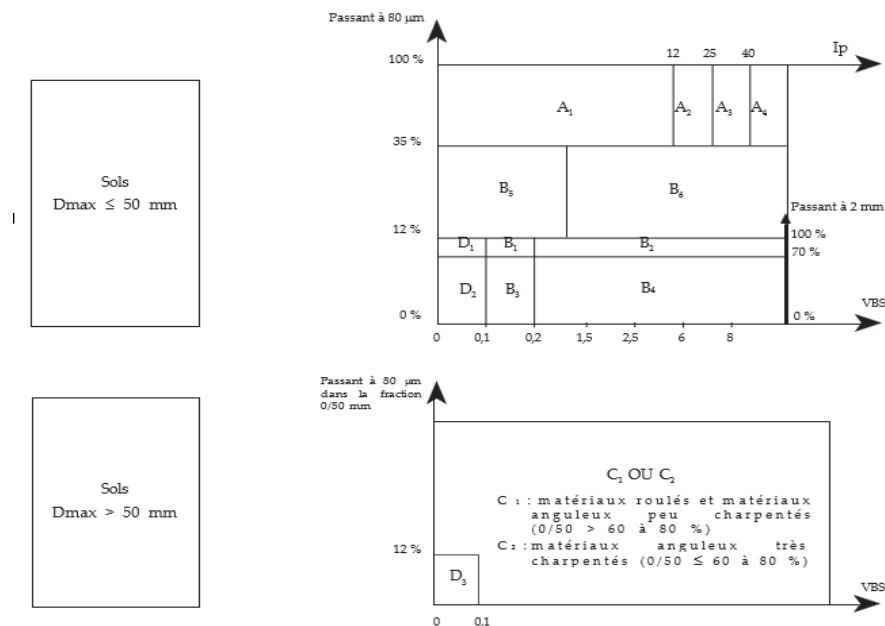 Passant à 80 µm
100 %
12 25 40 Ip
A₁ A₂ A₃ A₄
35 %
Sols
Dmax ≤ 50 mm
B₅ B₆
Passant à 2 mm
12 %
D₁ B₁ B₂
100 %
70 %
D₂ B₃ B₄
VBS
0 %
0 %
0 0,1 0,2 1,5 2,5 6 8
Passant à 80 µm
dans la fraction
0/50 mm
Sols
Dmax > 50 mm
C₁ OU C₂
C ₁ : matériaux roulés et matériaux
anguleux peu charpentés
(0/50 > 60 à 80 %)
C ₂ : matériaux anguleux très
charpentés (0/50 ≤ 60 à 80 %)
12 %
D₃
VBS
0 0,1